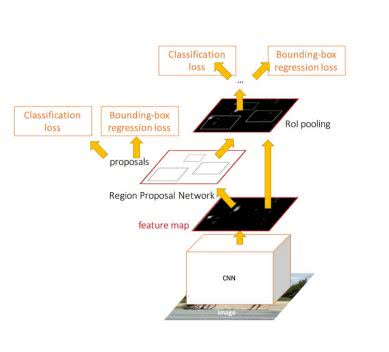 Classification
loss
Bounding-box
regression loss
...
RoI pooling
Classification
loss
Bounding-box
regression loss
proposals
Region Proposal Network
feature map
CNN
image